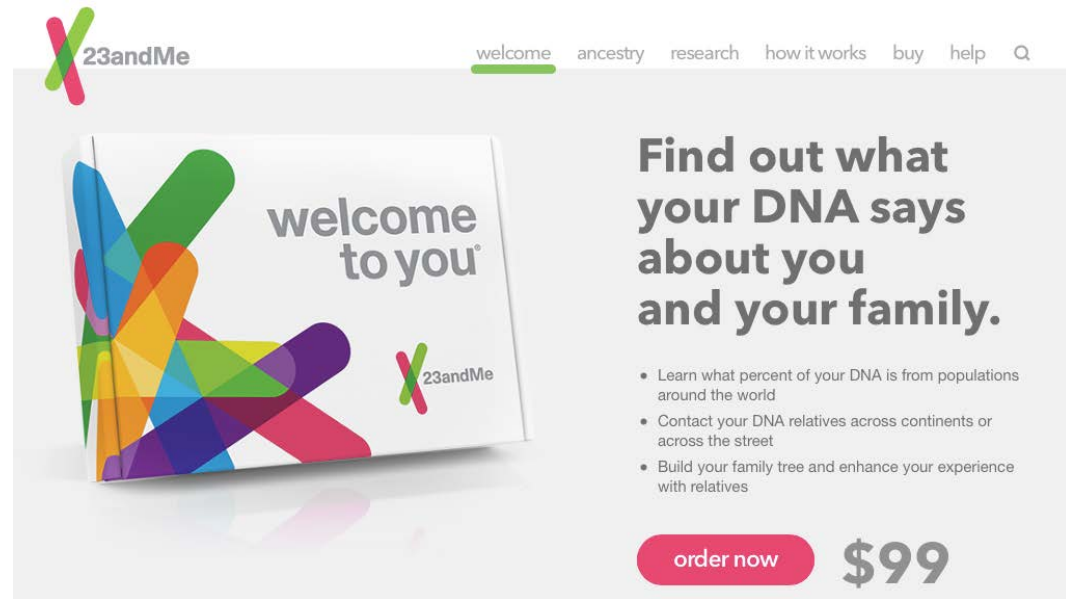 23andMe
welcome ancestry research how it works buy help
welcome
to you®
23andMe
Find out what
your DNA says
about you
and your family.
• Learn what percent of your DNA is from populations
around the world
• Contact your DNA relatives across continents or
across the street
• Build your family tree and enhance your experience
with relatives
order now $99